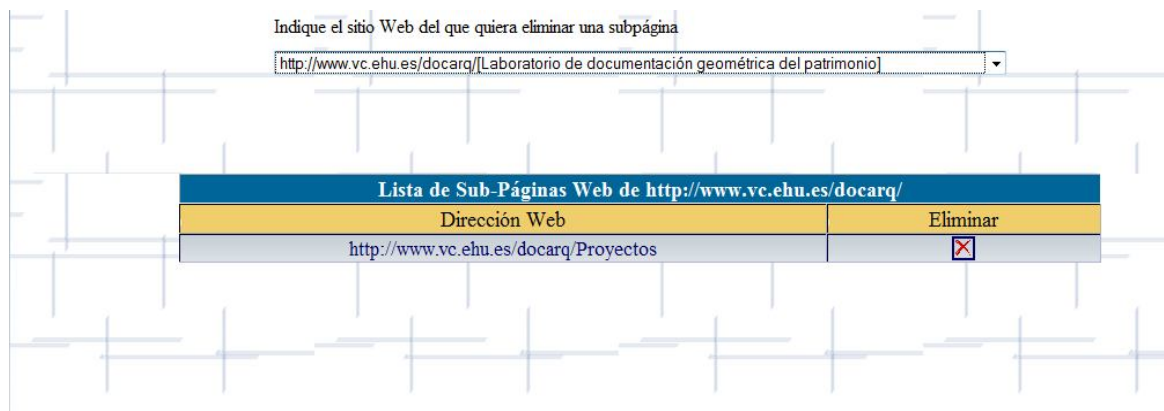 Indique el sitio Web del que quiera eliminar una subpágina
http://www.vc.ehu.es/docarq/[Laboratorio de documentación geométrica del patrimonio]
Lista de Sub-Páginas Web de http://www.vc.ehu.es/docarq/
Dirección Web Eliminar
http://www.vc.ehu.es/docarq/Proyectos